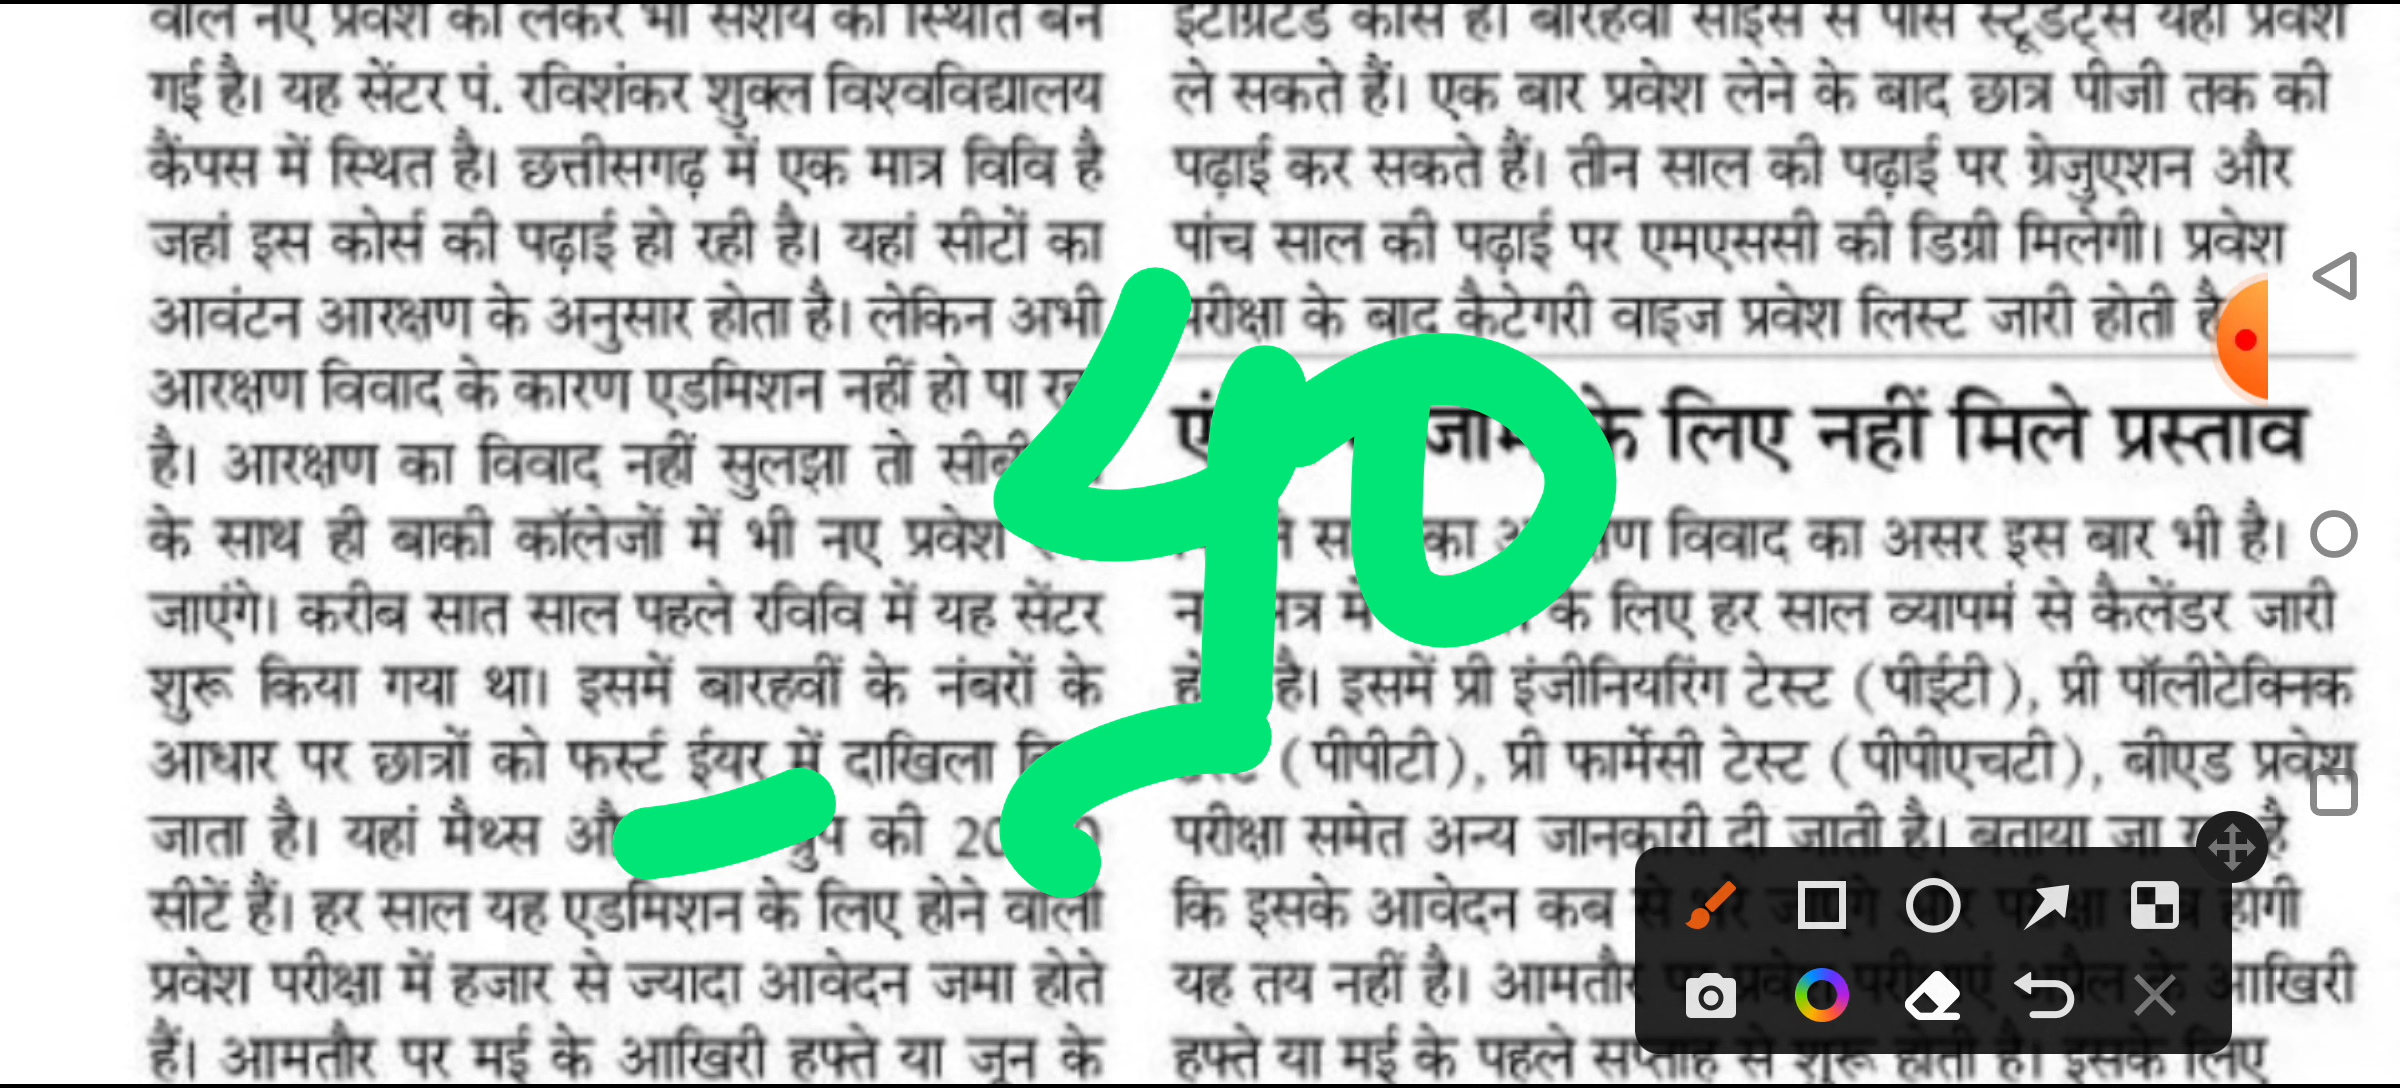 वाले नए प्रवेश को लेकर भी संशय की स्थिति बन
गई है। यह सेंटर पं. रविशंकर शुक्ल विश्वविद्यालय
कैंपस में स्थित है। छत्तीसगढ़ में एक मात्र विवि है
जहां इस कोर्स की पढ़ाई हो रही है। यहां सीटों का
आवंटन आरक्षण के अनुसार होता है। लेकिन अभी
आरक्षण विवाद के कारण एडमिशन नहीं हो पा
है। आरक्षण का विवाद नहीं सुलझा तो
के साथ ही बाकी कॉलेजों में भी नए प्रवेश
जाएंगे। करीब सात साल पहले रविवि में यह सेंटर
शुरू किया गया था। इसमें बारहवीं के नंबरों के
आधार पर छात्रों को फर्स्ट ईयर में दाखिला
जाता है। यहां मैथ्स की
सीटें हैं। हर साल यह एडमिशन के लिए होने वाली
प्रवेश परीक्षा में हजार से ज्यादा आवेदन जमा होते
हैं। आमतौर पर मई के आखिरी हफ्ते या जून के
इंटीग्रेटेड कोर्स है। बारहवीं साइंस से पास स्टूडेंट्स यहां प्रवेश
ले सकते हैं। एक बार प्रवेश लेने के बाद छात्र पीजी तक की
पढ़ाई कर सकते हैं। तीन साल की पढ़ाई पर ग्रेजुएशन और
पांच साल की पढ़ाई पर एमएससी की डिग्री मिलेगी। प्रवेश
परीक्षा के बाद कैटेगरी वाइज प्रवेश लिस्ट जारी होती
के लिए नहीं मिले प्रस्ताव
का विवाद का असर इस बार भी है।
के लिए हर साल व्यापमं से कैलेंडर जारी
है। इसमें प्री इंजीनियरिंग टेस्ट (पीईटी), प्री पॉलीटेक्निक
(पीपीटी), प्री फार्मेसी टेस्ट (पीपीएचटी), बीएड प्रवेश
परीक्षा समेत अन्य जानकारी दी जाती है। बताया जा है
कि इसके आवेदन कब से होगी
यह तय नहीं है। आमतौर आखिरी
हफ्ते या मई के पहले सप्ताह से शुरू होती है। इसके लिए
40